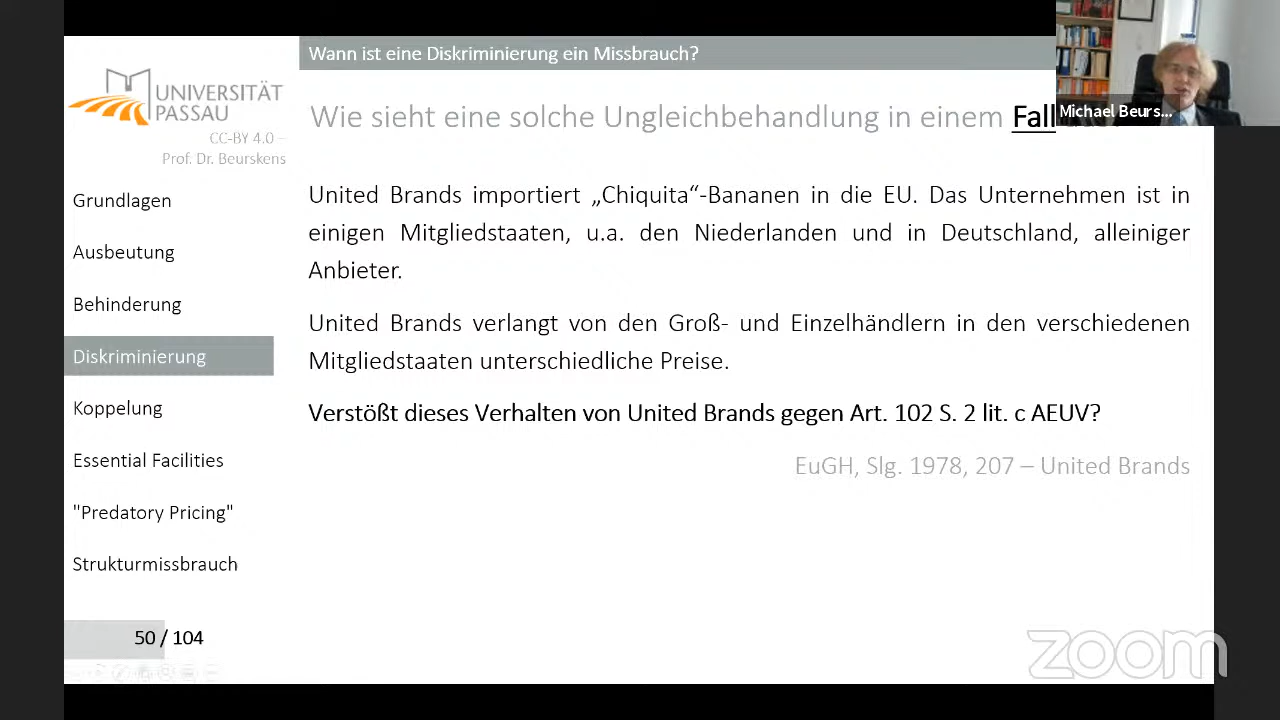 Wann ist eine Diskriminierung ein Missbrauch?
UNIVERSITÄT
PASSAU
CC-BY 4.0 –
Prof. Dr. Beurskens
Wie sieht eine solche Ungleichbehandlung in einem Fall
Michael Beurs...
Grundlagen
Ausbeutung
Behinderung
Diskriminierung
Koppelung
Essential Facilities
"Predatory Pricing"
Strukturmissbrauch
50 / 104
United Brands importiert „Chiquita“-Bananen in die EU. Das Unternehmen ist in
einigen Mitgliedstaaten, u.a. den Niederlanden und in Deutschland, alleiniger
Anbieter.
United Brands verlangt von den Groß- und Einzelhändlern in den verschiedenen
Mitgliedstaaten unterschiedliche Preise.
Verstößt dieses Verhalten von United Brands gegen Art. 102 S. 2 lit. c AEUV?
EuGH, Slg. 1978, 207 – United Brands
zoom